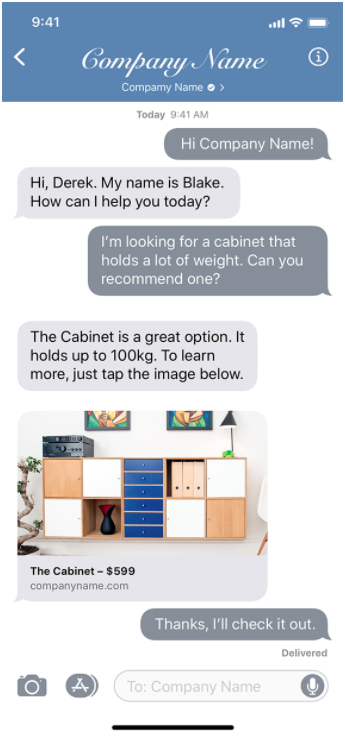 9:41
Company Name
Company Name
Today 9:41 AM
Hi Company Name!
Hi, Derek. My name is Blake.
How can I help you today?
I'm looking for a cabinet that
holds a lot of weight. Can you
recommend one?
The Cabinet is a great option. It
holds up to 100kg. To learn
more, just tap the image below.
The Cabinet – $599
companyname.com
Thanks, I'll check it out.
Delivered
To: Company Name